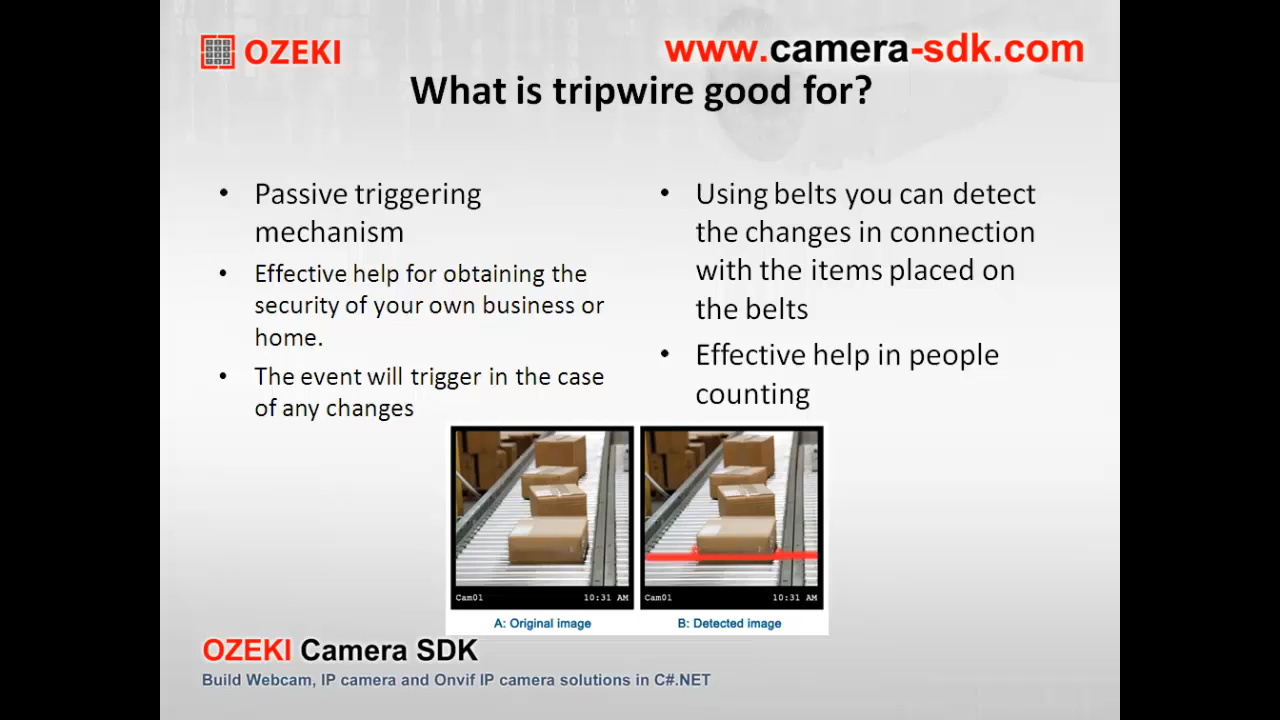 OZEKI
www.camera-sdk.com
What is tripwire good for?
• Passive triggering
mechanism
• Effective help for obtaining the
security of your own business or
home.
• The event will trigger in the case
of any changes
• Using belts you can detect
the changes in connection
with the items placed on
the belts
• Effective help in people
counting
Cam01 10:31 AM
Cam01 10:31 AM
A: Original image
B: Detected image
OZEKI Camera SDK
Build Webcam, IP camera and Onvif IP camera solutions in C#.NET